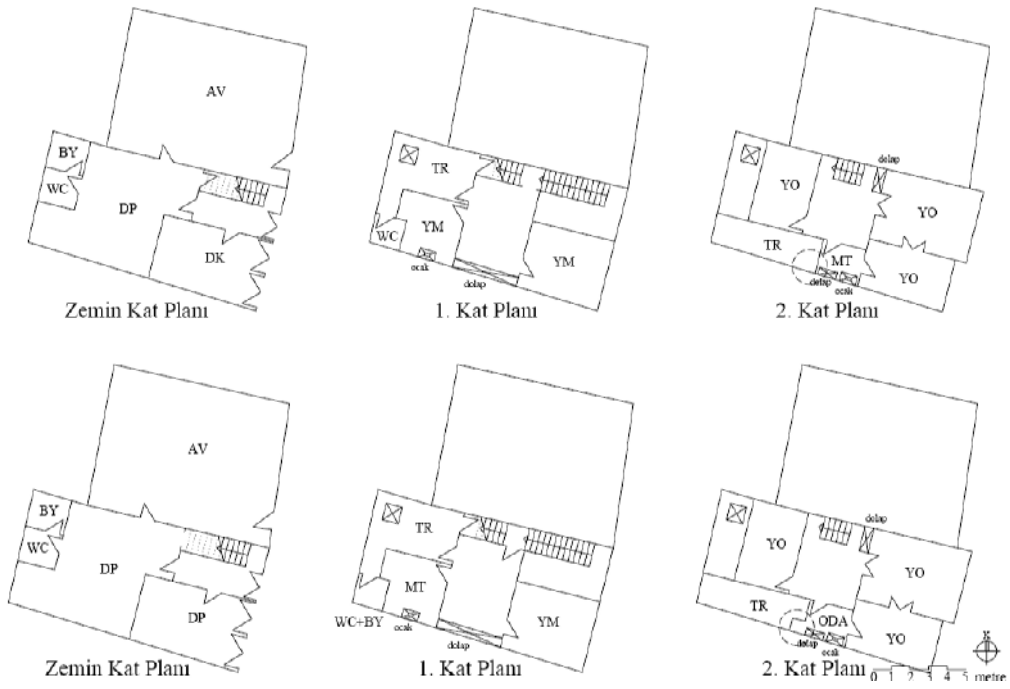 AV
BY
WC
DP
DK
Zemin Kat Planı
TR
WC
YM
ocak
dolap
YM
1. Kat Planı
dolap
YO
YO
TR
MT
YO
dolap
ocak
2. Kat Planı
AV
BY
WC
DP
DP
Zemin Kat Planı
TR
MT
WC+BY
ocak
dolap
YM
1. Kat Planı
dolap
YO
YO
TR
ODA
YO
dolap
ocak
2. Kat Planı
0 1 2 3 4 5 metre